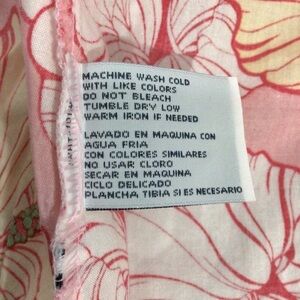 MACHINE WASH COLD
WITH LIKE COLORS
DO NOT BLEACH
TUMBLE DRY LOW
WARM IRON IF NEEDED
LAVADO EN MAQUINA CON
AGUA FRIA
CON COLORES SIMILARES
NO USAR CLORO
SECAR EN MAQUINA
CICLO DELICADO
PLANCHA TIBIA SI ES NECESARIO